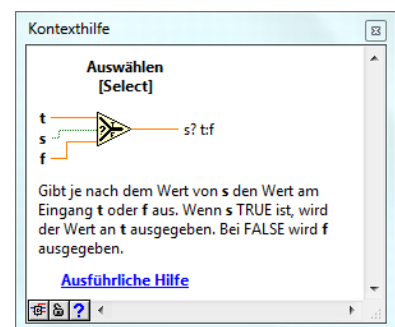 Kontexthilfe
Auswählen
[Select]
t
s
f
?
T
F
s? t:f
Gibt je nach dem Wert von s den Wert am
Eingang t oder f aus. Wenn s TRUE ist, wird
der Wert an t ausgegeben. Bei FALSE wird f
ausgegeben.
Ausführliche Hilfe
?